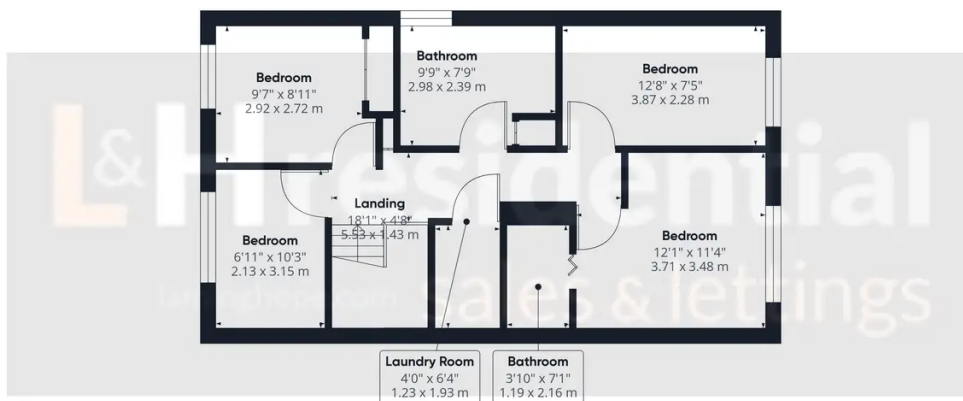 Bedroom
9'7" x 8'11"
2.92 x 2.72 m
Bathroom
9'9" x 7'9"
2.98 x 2.39 m
Bedroom
12'8" x 7'5"
3.87 x 2.28 m
Landing
18'1" x 4'8"
5.53 x 1.43 m
Bedroom
6'11" x 10'3"
2.13 x 3.15 m
Bedroom
12'1" x 11'4"
3.71 x 3.48 m
Laundry Room
4'0" x 6'4"
1.23 x 1.93 m
Bathroom
3'10" x 7'1"
1.19 x 2.16 m
L&H residential
sales & lettings